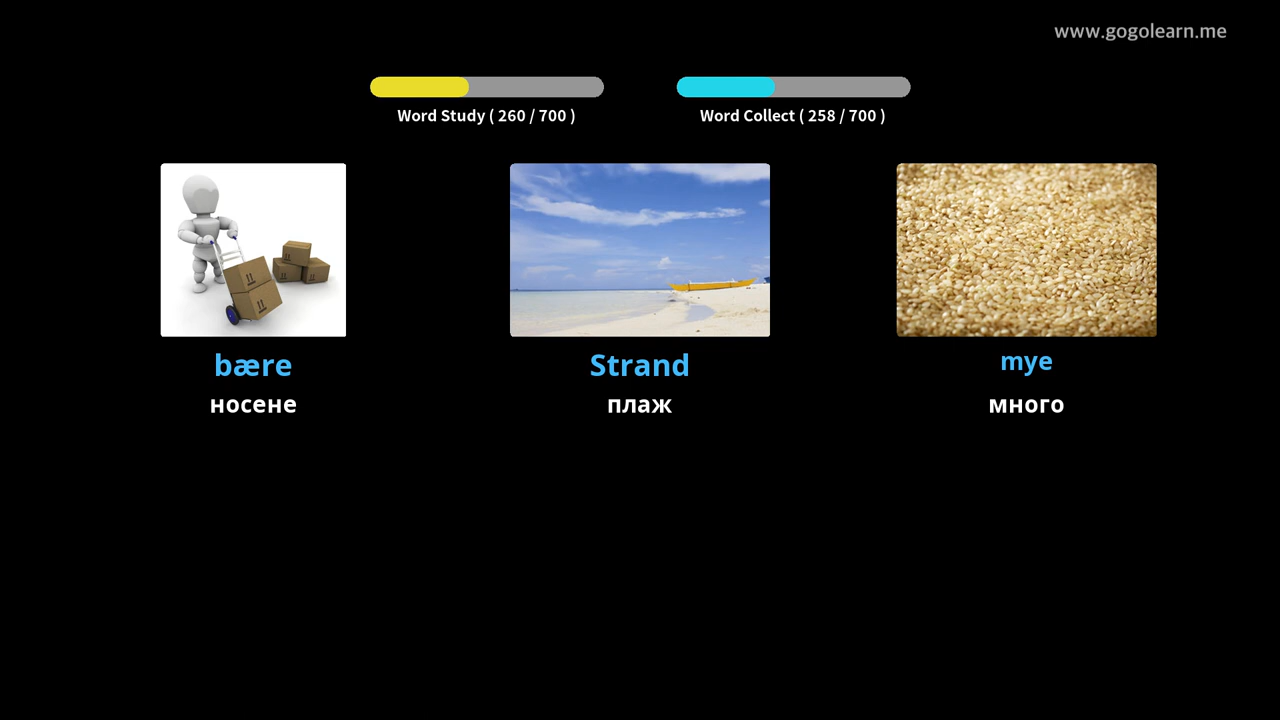 www.gogolearn.me
Word Study ( 260 / 700 )
Word Collect ( 258 / 700 )
bære
Strand
mye
носене
плаж
много